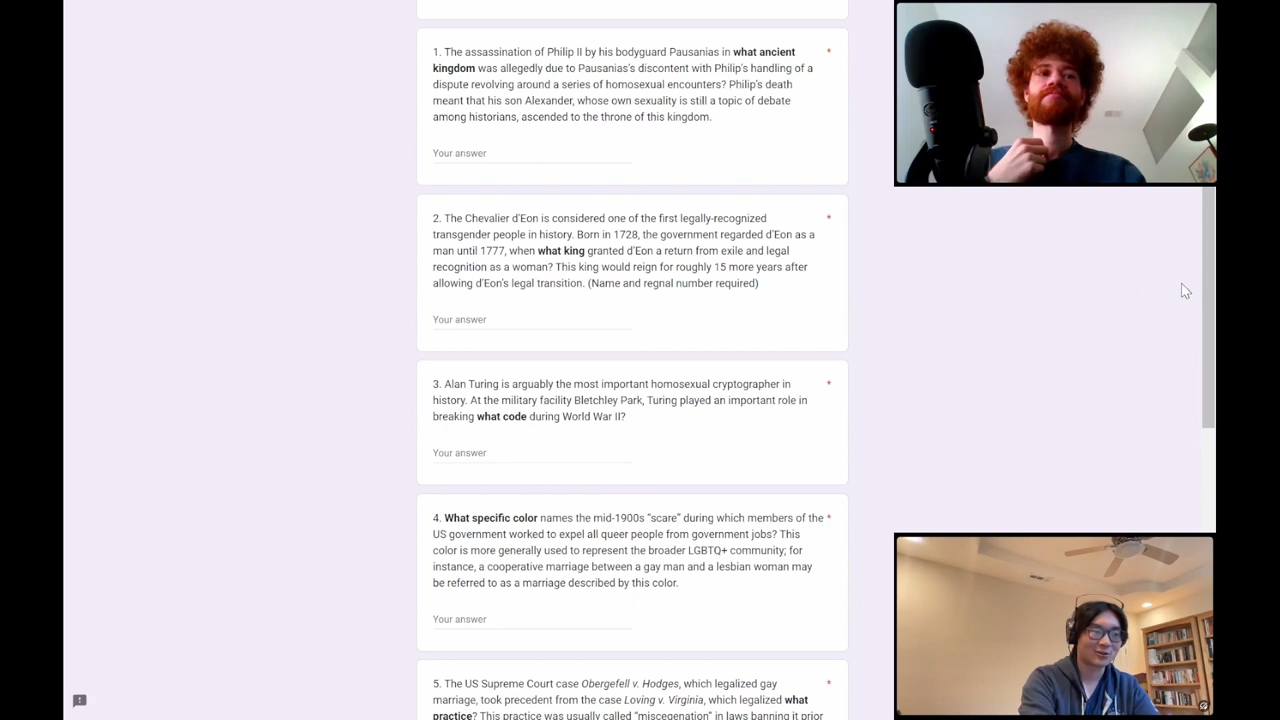 1. The assassination of Philip II by his bodyguard Pausanias in what ancient *
kingdom was allegedly due to Pausanias's discontent with Philip's handling of a
dispute revolving around a series of homosexual encounters? Philip's death
meant that his son Alexander, whose own sexuality is still a topic of debate
among historians, ascended to the throne of this kingdom.
Your answer
2. The Chevalier d'Eon is considered one of the first legally-recognized *
transgender people in history. Born in 1728, the government regarded d'Eon as a
man until 1777, when what king granted d'Eon a return from exile and legal
recognition as a woman? This king would reign for roughly 15 more years after
allowing d'Eon's legal transition. (Name and regnal number required)
Your answer
3. Alan Turing is arguably the most important homosexual cryptographer in *
history. At the military facility Bletchley Park, Turing played an important role in
breaking what code during World War II?
Your answer
4. What specific color names the mid-1900s “scare” during which members of the *
US government worked to expel all queer people from government jobs? This
color is more generally used to represent the broader LGBTQ+ community; for
instance, a cooperative marriage between a gay man and a lesbian woman may
be referred to as a marriage described by this color.
Your answer
5. The US Supreme Court case Obergefell v. Hodges, which legalized gay *
marriage, took precedent from the case Loving v. Virginia, which legalized what
practice? This practice was usually called “miscegenation” in laws banning it prior